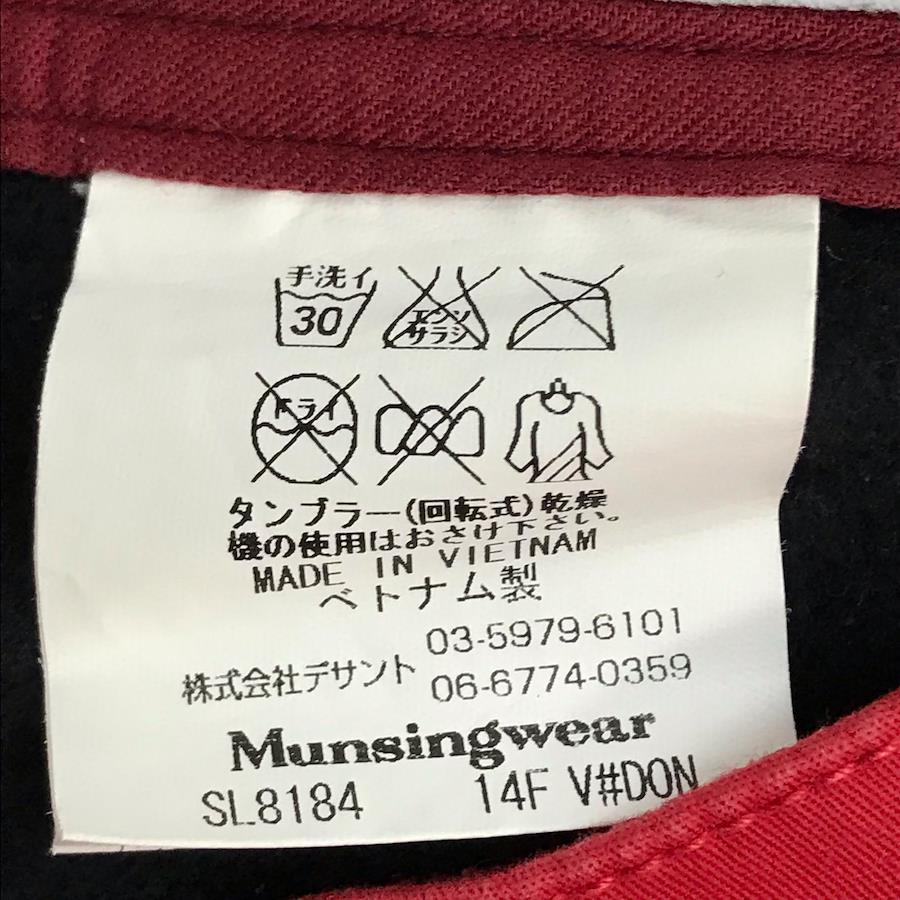 手洗イ
30
エンソ
サラシ
ドライ
タンブラー(回転式)乾燥
機の使用はおさけ下さい。
MADE IN VIETNAM
ベトナム製
03-5979-6101
株式会社デサント
06-6774-0359
Munsingwear
SL8184 14F V#DON